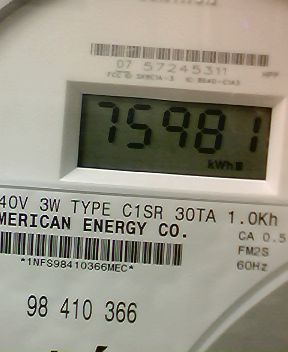 07 57245311
HPP
75981
kWh
40V 3W TYPE C1SR 30TA 1.0Kh
MERICAN ENERGY CO.
CA 0.5
FM2S
60Hz
*1NFS98410366MEC*
98 410 366